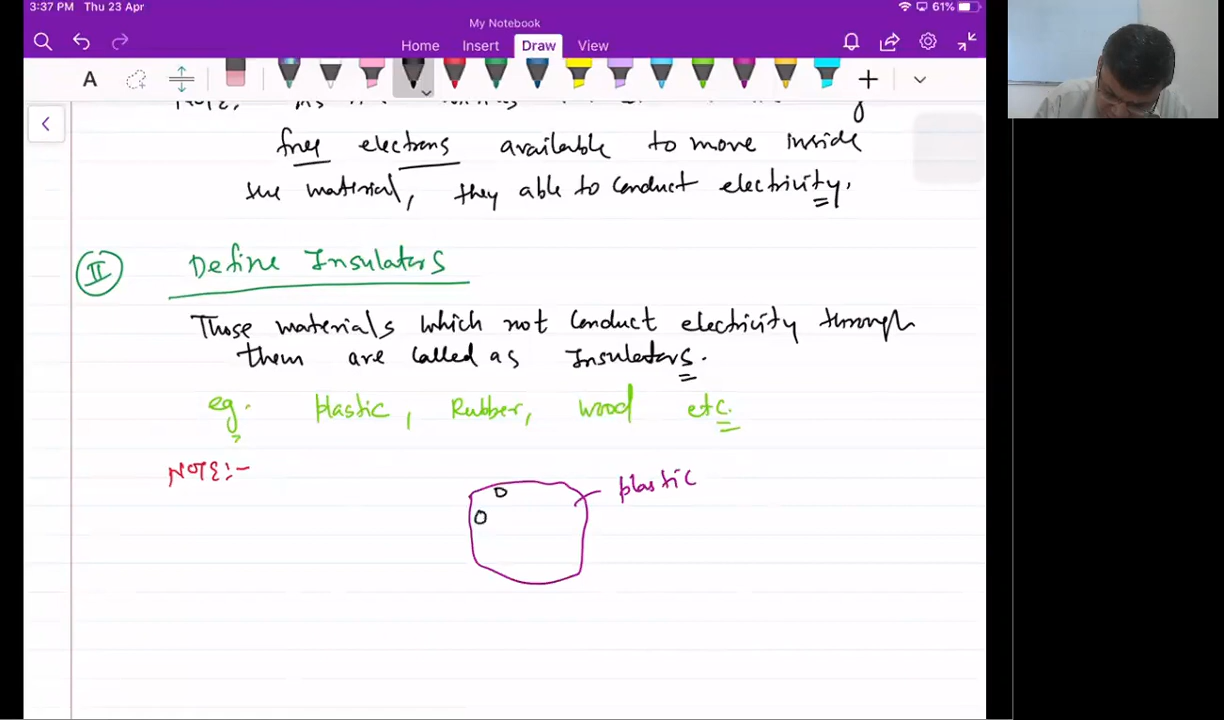 3:37 PM Thu 23 Apr
61%
My Notebook
Home Insert Draw View
A
free electrons available to move inside
the material, they able to conduct electricity.
II Define Insulators
Those materials which not conduct electricity through
them are called as Insulators.
eg. plastic, Rubber, wood etc.
NOTE:-
plastic